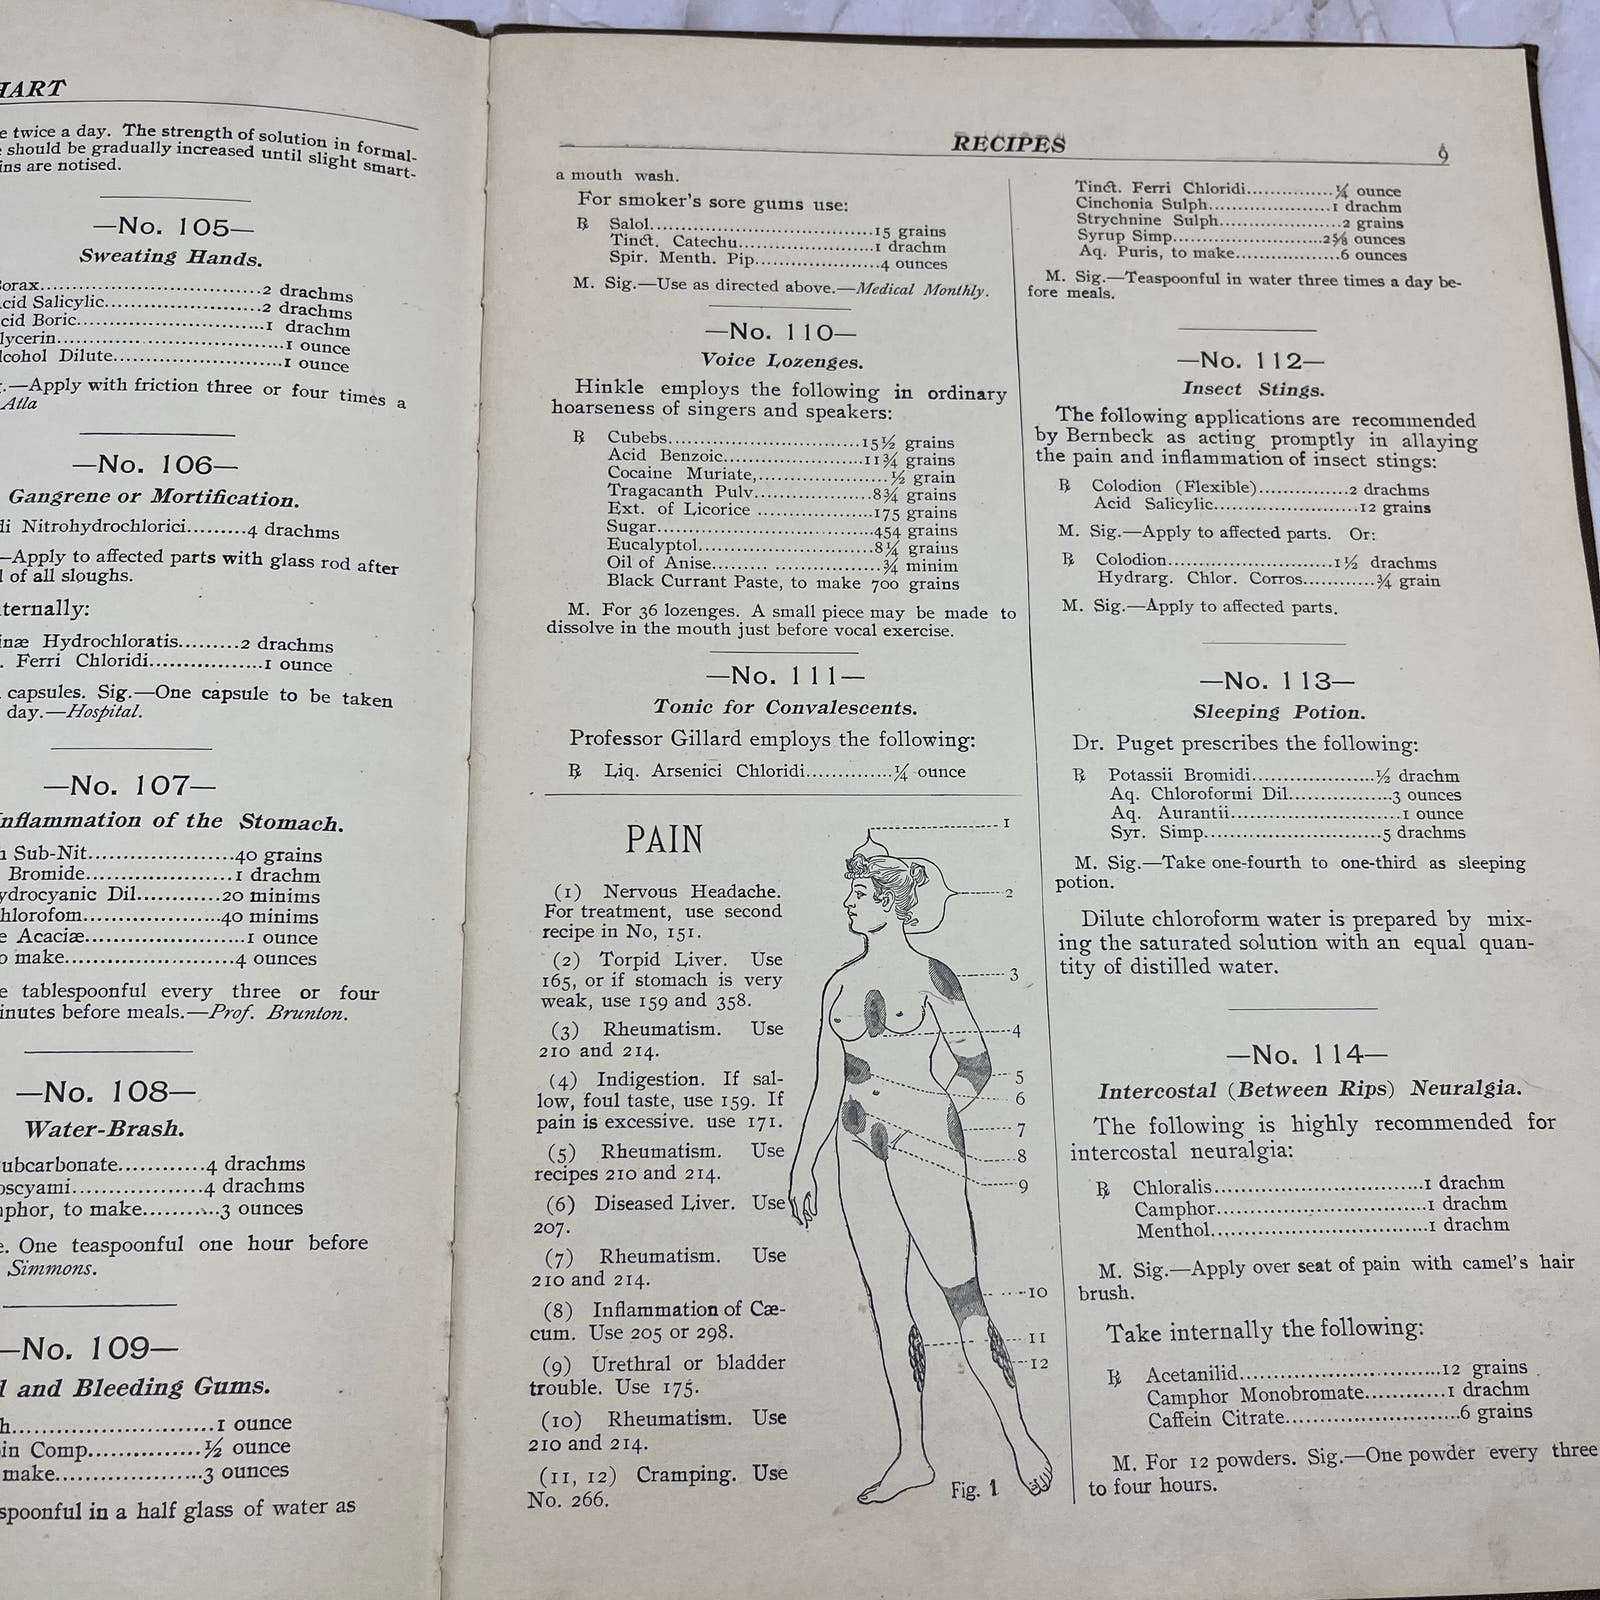 HART
e twice a day. The strength of solution in formal-
should be gradually increased until slight smart-
ins are notised.
—No. 105—
Sweating Hands.
orax..............................2 drachms
cid Salicylic......................2 drachms
cid Boric..........................1 drachm
lycerin............................1 ounce
lcohol Dilute......................1 ounce
.—Apply with friction three or four times a
Atla
—No. 106—
Gangrene or Mortification.
di Nitrohydrochlorici.........4 drachms
—Apply to affected parts with glass rod after
l of all sloughs.
ternally:
inæ Hydrochloratis.........2 drachms
. Ferri Chloridi.................1 ounce
capsules. Sig.—One capsule to be taken
day.—Hospital.
—No. 107—
nflammation of the Stomach.
h Sub-Nit......................40 grains
Bromide.......................1 drachm
ydrocyanic Dil............20 minims
hlorofom.....................40 minims
e Acaciæ.......................1 ounce
o make.........................4 ounces
e tablespoonful every three or four
inutes before meals.—Prof. Brunton.
—No. 108—
Water-Brash.
ubcarbonate............4 drachms
oscyami...................4 drachms
phor, to make...........3 ounces
e. One teaspoonful one hour before
Simmons.
—No. 109—
l and Bleeding Gums.
h..............................1 ounce
in Comp................½ ounce
make.....................3 ounces
spoonful in a half glass of water as
RECIPES
9
a mouth wash.
For smoker's sore gums use:
℞ Salol.................................15 grains
Tinct. Catechu....................1 drachm
Spir. Menth. Pip...................4 ounces
M. Sig.—Use as directed above.—Medical Monthly.
—No. 110—
Voice Lozenges.
Hinkle employs the following in ordinary
hoarseness of singers and speakers:
℞ Cubebs............................15½ grains
Acid Benzoic.....................11¾ grains
Cocaine Muriate,....................½ grain
Tragacanth Pulv.................8¾ grains
Ext. of Licorice .................175 grains
Sugar................................454 grains
Eucalyptol..........................8¼ grains
Oil of Anise........ .................¾ minim
Black Currant Paste, to make 700 grains
M. For 36 lozenges. A small piece may be made to
dissolve in the mouth just before vocal exercise.
—No. 111—
Tonic for Convalescents.
Professor Gillard employs the following:
℞ Liq. Arsenici Chloridi.............¼ ounce
PAIN
(1) Nervous Headache.
For treatment, use second
recipe in No, 151.
(2) Torpid Liver. Use
165, or if stomach is very
weak, use 159 and 358.
(3) Rheumatism. Use
210 and 214.
(4) Indigestion. If sal-
low, foul taste, use 159. If
pain is excessive. use 171.
(5) Rheumatism. Use
recipes 210 and 214.
(6) Diseased Liver. Use
207.
(7) Rheumatism. Use
210 and 214.
(8) Inflammation of Cæ-
cum. Use 205 or 298.
(9) Urethral or bladder
trouble. Use 175.
(10) Rheumatism. Use
210 and 214.
(11, 12) Cramping. Use
No. 266.
1
2
3
4
5
6
7
8
9
10
11
12
Fig. 1
Tinct. Ferri Chloridi...............¼ ounce
Cinchonia Sulph....................1 drachm
Strychnine Sulph...................2 grains
Syrup Simp.......................2⅝ ounces
Aq. Puris, to make.................6 ounces
M. Sig.—Teaspoonful in water three times a day be-
fore meals.
—No. 112—
Insect Stings.
The following applications are recommended
by Bernbeck as acting promptly in allaying
the pain and inflammation of insect stings:
℞ Colodion (Flexible)..............2 drachms
Acid Salicylic......................12 grains
M. Sig.—Apply to affected parts. Or:
℞ Colodion.........................1½ drachms
Hydrarg. Chlor. Corros............¾ grain
M. Sig.—Apply to affected parts.
—No. 113—
Sleeping Potion.
Dr. Puget prescribes the following:
℞ Potassii Bromidi....................½ drachm
Aq. Chloroformi Dil.................3 ounces
Aq. Aurantii...........................1 ounce
Syr. Simp............................5 drachms
M. Sig.—Take one-fourth to one-third as sleeping
potion.
Dilute chloroform water is prepared by mix-
ing the saturated solution with an equal quan-
tity of distilled water.
—No. 114—
Intercostal (Between Rips) Neuralgia.
The following is highly recommended for
intercostal neuralgia:
℞ Chloralis...............................1 drachm
Camphor................................1 drachm
Menthol.................................1 drachm
M. Sig.—Apply over seat of pain with camel's hair
brush.
Take internally the following:
℞ Acetanilid.............................12 grains
Camphor Monobromate............1 drachm
Caffein Citrate..........................6 grains
M. For 12 powders. Sig.—One powder every three
to four hours.